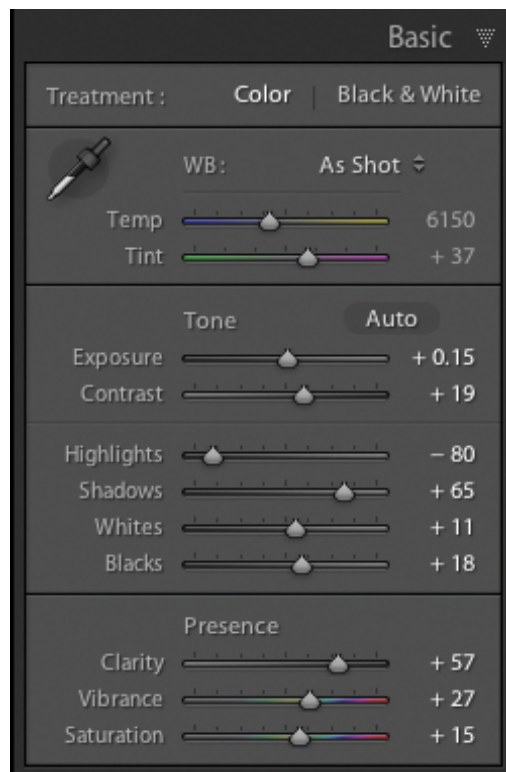 Basic
Treatment : Color | Black & White
WB : As Shot
Temp 6150
Tint + 37
Tone Auto
Exposure + 0.15
Contrast + 19
Highlights − 80
Shadows + 65
Whites + 11
Blacks + 18
Presence
Clarity + 57
Vibrance + 27
Saturation + 15